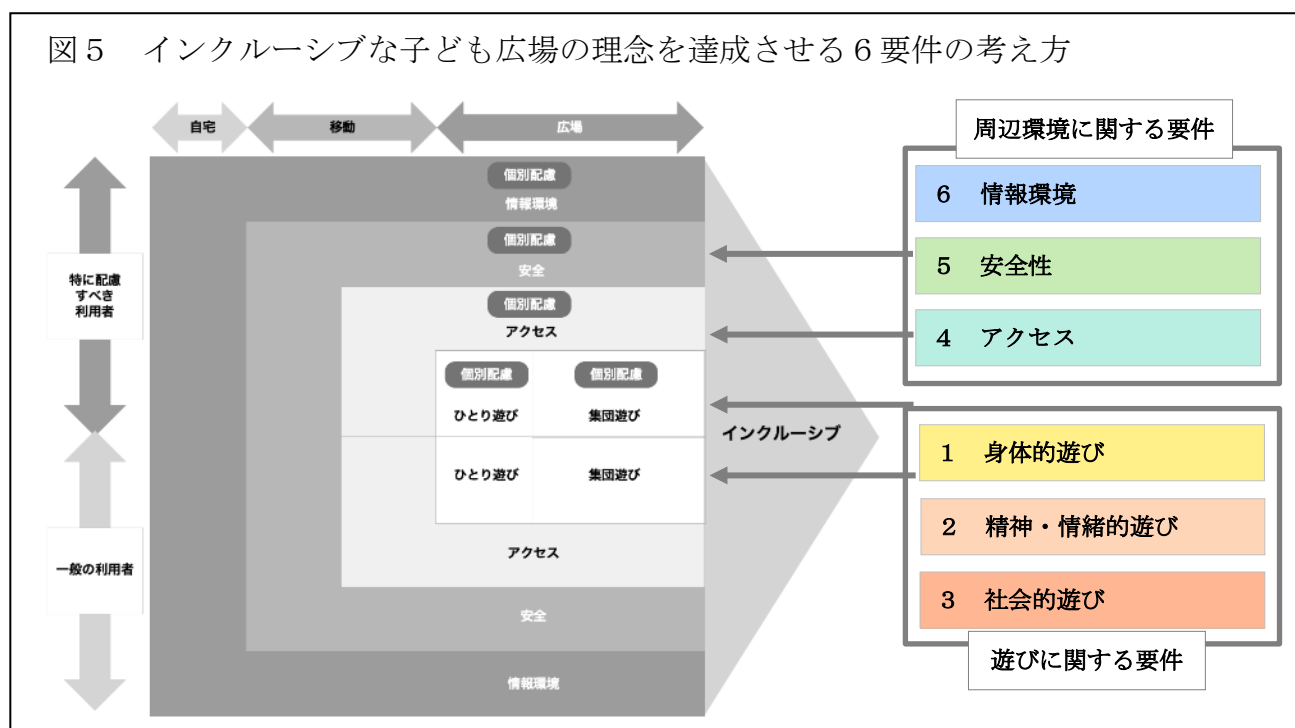 図５　インクルーシブな子ども広場の理念を達成させる６要件の考え方
自宅
移動
広場
特に配慮
すべき
利用者
一般の利用者
個別配慮
情報環境
個別配慮
安全
個別配慮
アクセス
個別配慮
個別配慮
ひとり遊び
集団遊び
ひとり遊び
集団遊び
アクセス
安全
情報環境
インクルーシブ
周辺環境に関する要件
６　情報環境
５　安全性
４　アクセス
１　身体的遊び
２　精神・情緒的遊び
３　社会的遊び
遊びに関する要件